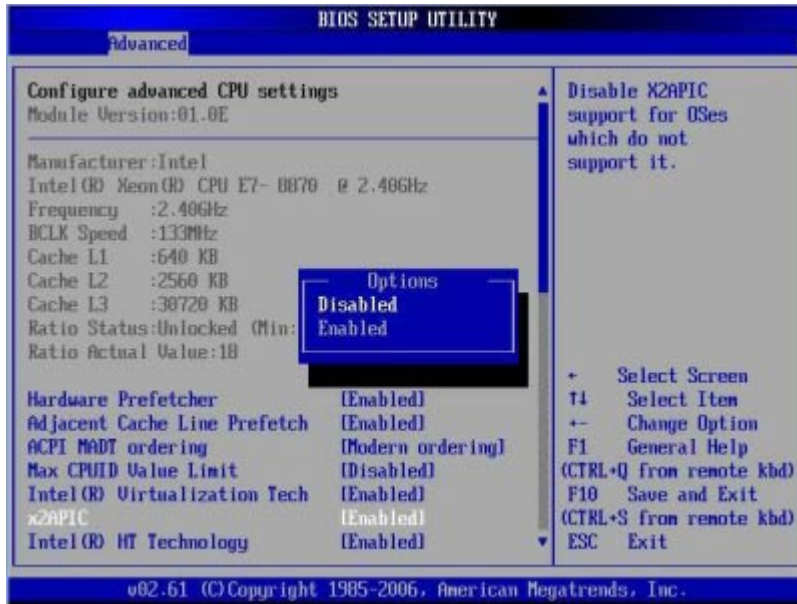 BIOS SETUP UTILITY
Advanced
Configure advanced CPU settings
Module Version:01.0E
Manufacturer:Intel
Intel(R) Xeon(R) CPU E7- 8870 @ 2.40GHz
Frequency :2.40GHz
BCLK Speed :133MHz
Cache L1 :640 KB
Cache L2 :2560 KB
Cache L3 :30720 KB
Ratio Status:Unlocked (Min:
Ratio Actual Value:18
Options
Disabled
Enabled
Hardware Prefetcher [Enabled]
Adjacent Cache Line Prefetch [Enabled]
ACPI MADT ordering [Modern ordering]
Max CPUID Value Limit [Disabled]
Intel(R) Virtualization Tech [Enabled]
x2APIC [Enabled]
Intel(R) HT Technology [Enabled]
Disable X2APIC
support for OSes
which do not
support it.
← Select Screen
↑↓ Select Item
+- Change Option
F1 General Help
(CTRL+Q from remote kbd)
F10 Save and Exit
(CTRL+S from remote kbd)
ESC Exit
v02.61 (C)Copyright 1985-2006, American Megatrends, Inc.